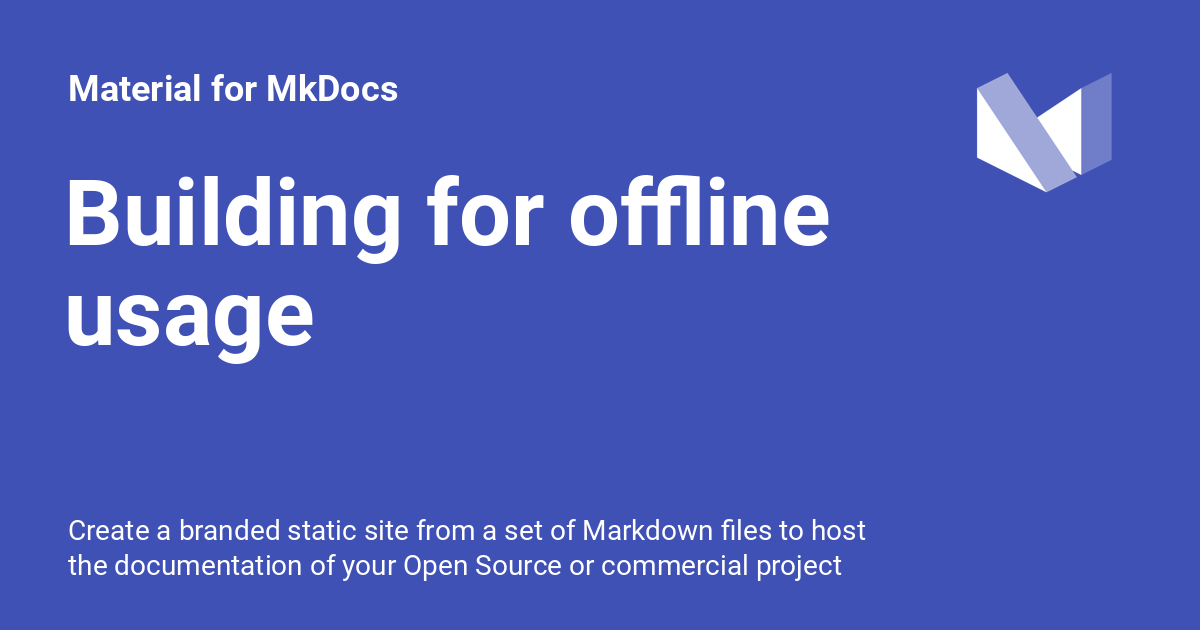 Material for MkDocs
Building for offline
usage
Create a branded static site from a set of Markdown files to host
the documentation of your Open Source or commercial project